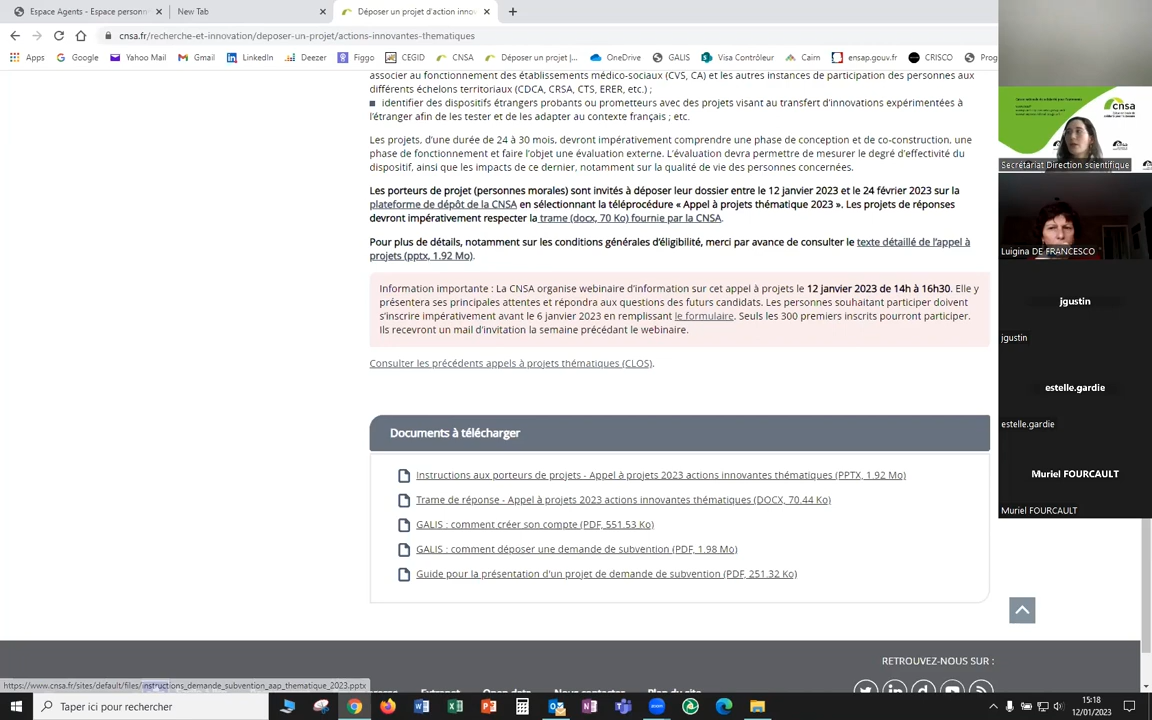 Espace Agents - Espace personn
New Tab
Déposer un projet d'action inno
cnsa.fr/recherche-et-innovation/deposer-un-projet/actions-innovantes-thematiques
Apps
Google
Yahoo Mail
Gmail
LinkedIn
Deezer
Figgo
CEGID
CNSA
Déposer un projet |...
OneDrive
GALIS
Visa Contrôleur
Cairn
ensap.gouv.fr
CRISCO
Prog
associer au fonctionnement des établissements médico-sociaux (CVS, CA) et les autres instances de participation des personnes aux
différents échelons territoriaux (CDCA, CRSA, CTS, ERER, etc.) ;
identifier des dispositifs étrangers probants ou prometteurs avec des projets visant au transfert d'innovations expérimentées à
l'étranger afin de les tester et de les adapter au contexte français ; etc.
Les projets, d'une durée de 24 à 30 mois, devront impérativement comprendre une phase de conception et de co-construction, une
phase de fonctionnement et faire l'objet une évaluation externe. L'évaluation devra permettre de mesurer le degré d'effectivité du
dispositif, ainsi que les impacts de ce dernier, notamment sur la qualité de vie des personnes concernées.
Les porteurs de projet (personnes morales) sont invités à déposer leur dossier entre le 12 janvier 2023 et le 24 février 2023 sur la
plateforme de dépôt de la CNSA en sélectionnant la téléprocédure « Appel à projets thématique 2023 ». Les projets de réponses
devront impérativement respecter la trame (docx, 70 Ko) fournie par la CNSA.
Pour plus de détails, notamment sur les conditions générales d'éligibilité, merci par avance de consulter le texte détaillé de l'appel à
projets (pptx, 1.92 Mo).
Information importante : La CNSA organise webinaire d'information sur cet appel à projets le 12 janvier 2023 de 14h à 16h30. Elle y
présentera ses principales attentes et répondra aux questions des futurs candidats. Les personnes souhaitant participer doivent
s'inscrire impérativement avant le 6 janvier 2023 en remplissant le formulaire. Seuls les 300 premiers inscrits pourront participer.
Ils recevront un mail d'invitation la semaine précédant le webinaire.
Consulter les précédents appels à projets thématiques (CLOS).
Documents à télécharger
Instructions aux porteurs de projets - Appel à projets 2023 actions innovantes thématiques (PPTX, 1.92 Mo)
Trame de réponse - Appel à projets 2023 actions innovantes thématiques (DOCX, 70.44 Ko)
GALIS : comment créer son compte (PDF, 551.53 Ko)
GALIS : comment déposer une demande de subvention (PDF, 1.98 Mo)
Guide pour la présentation d'un projet de demande de subvention (PDF, 251.32 Ko)
RETROUVEZ-NOUS SUR :
https://www.cnsa.fr/sites/default/files/instructions_demande_subvention_aap_thematique_2023.pptx
Extranet
Open data
Nous contacter
Plan du site
Taper ici pour rechercher
15:18
12/01/2023
cnsa
Secrétariat Direction scientifique
Luigina DE FRANCESCO
jgustin
jgustin
estelle.gardie
estelle.gardie
Muriel FOURCAULT
Muriel FOURCAULT